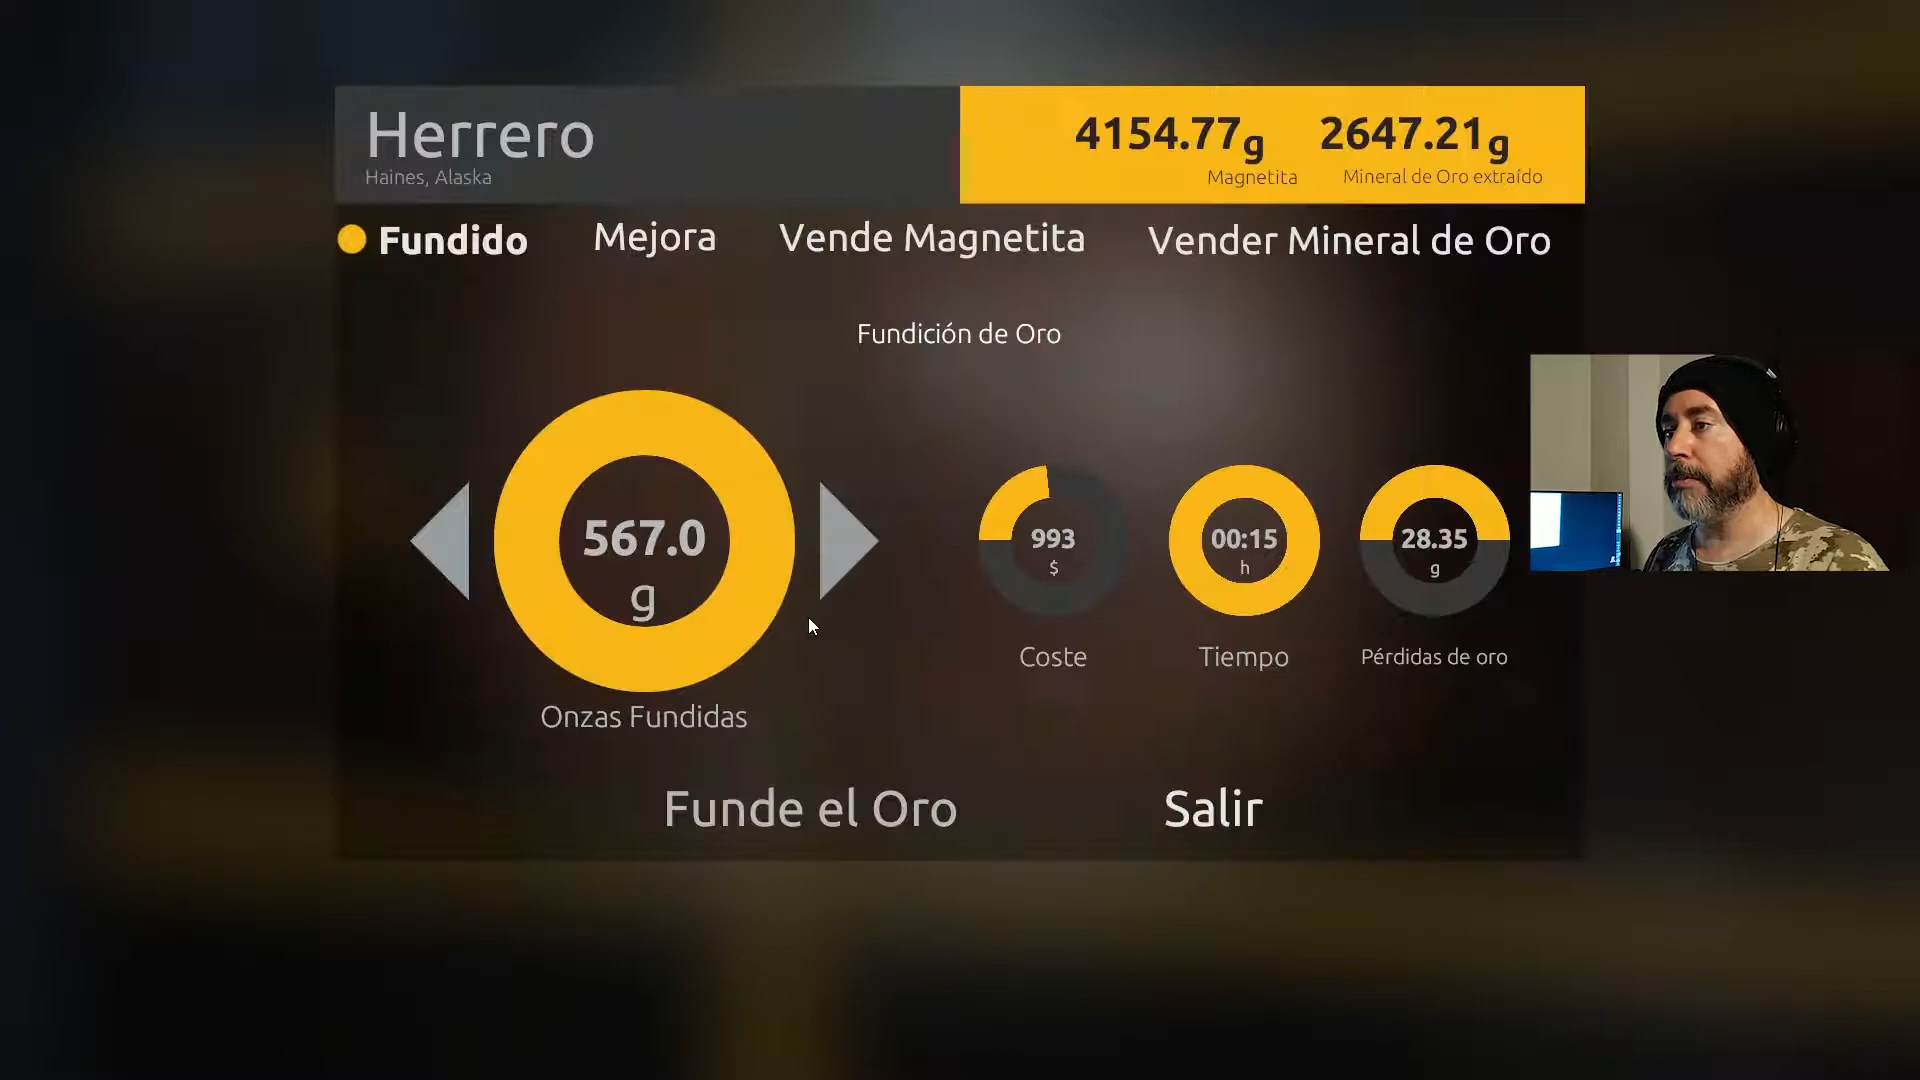 Herrero
Haines, Alaska
4154.77g 2647.21g
Magnetita Mineral de Oro extraído
Fundido Mejora Vende Magnetita Vender Mineral de Oro
Fundición de Oro
567.0
g
Onzas Fundidas
993
$
Coste
00:15
h
Tiempo
28.35
g
Pérdidas de oro
Funde el Oro Salir